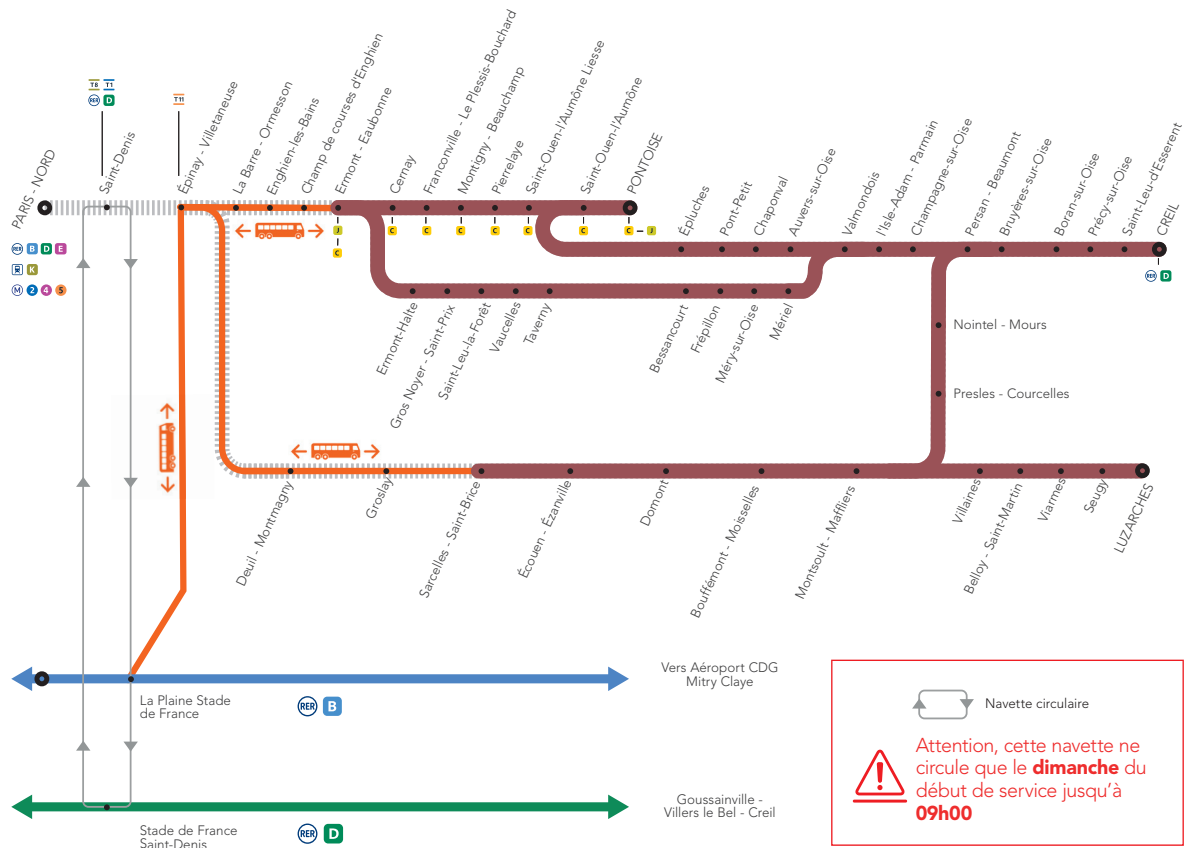 PARIS - NORD
T8 T1
RER D
Saint-Denis
T11
Épinay - Villetaneuse
La Barre - Ormesson
Enghien-les-Bains
Champ de courses d'Enghien
Ermont - Eaubonne
Cernay
Franconville - Le Plessis-Bouchard
Montigny - Beauchamp
Pierrelaye
Saint-Ouen-l'Aumône Liesse
Saint-Ouen-l'Aumône
PONTOISE
Épluches
Pont-Petit
Chaponval
Auvers-sur-Oise
Valmondois
l'Isle-Adam - Parmain
Champagne-sur-Oise
Persan - Beaumont
Bruyères-sur-Oise
Boran-sur-Oise
Précy-sur-Oise
Saint-Leu-d'Esserent
CREIL
RER B D E
K
M 2 4 5
J
C
C
C
C
C
C
C
C J
RER D
Ermont-Halte
Gros Noyer - Saint-Prix
Saint-Leu-la-Forêt
Vaucelles
Taverny
Bessancourt
Frépillon
Méry-sur-Oise
Mériel
Nointel - Mours
Presles - Courcelles
Deuil - Montmagny
Groslay
Sarcelles - Saint-Brice
Écouen - Ézanville
Domont
Bouffémont - Moisselles
Montsoult - Maffliers
Villaines
Belloy - Saint-Martin
Viarmes
Seugy
LUZARCHES
La Plaine Stade
de France
RER B
Vers Aéroport CDG
Mitry Claye
Stade de France
Saint-Denis
RER D
Goussainville -
Villers le Bel - Creil
Navette circulaire
Attention, cette navette ne
circule que le dimanche du
début de service jusqu'à
09h00